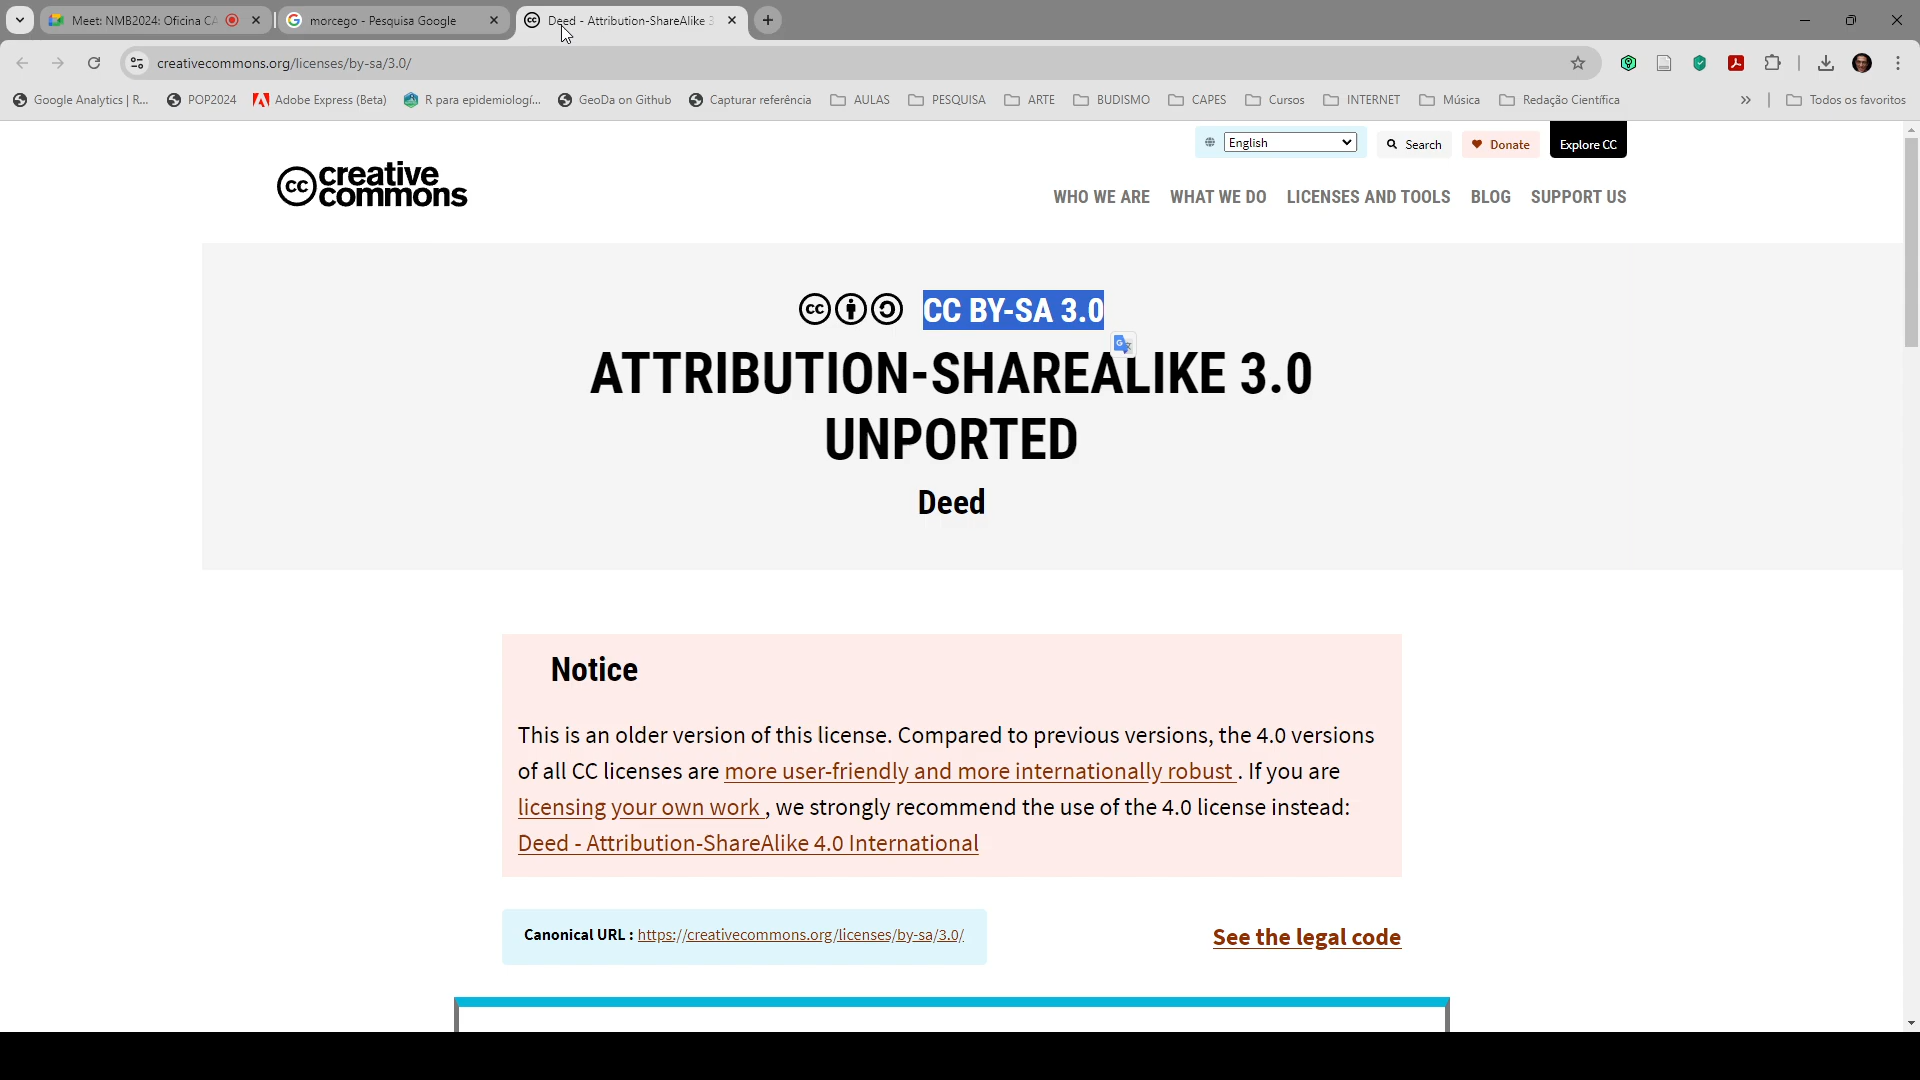 Meet: NMB2024: Oficina CA
morcego - Pesquisa Google
Deed - Attribution-ShareAlike 3
creativecommons.org/licenses/by-sa/3.0/
Google Analytics | R...
POP2024
Adobe Express (Beta)
R para epidemiologi...
GeoDa on Github
Capturar referência
AULAS
PESQUISA
ARTE
BUDISMO
CAPES
Cursos
INTERNET
Música
Redação Científica
Todos os favoritos
English
Search
Donate
Explore CC
creative
commons
WHO WE ARE
WHAT WE DO
LICENSES AND TOOLS
BLOG
SUPPORT US
CC BY-SA 3.0
ATTRIBUTION-SHAREALIKE 3.0
UNPORTED
Deed
Notice
This is an older version of this license. Compared to previous versions, the 4.0 versions
of all CC licenses are more user-friendly and more internationally robust . If you are
licensing your own work , we strongly recommend the use of the 4.0 license instead:
Deed - Attribution-ShareAlike 4.0 International
Canonical URL : https://creativecommons.org/licenses/by-sa/3.0/
See the legal code